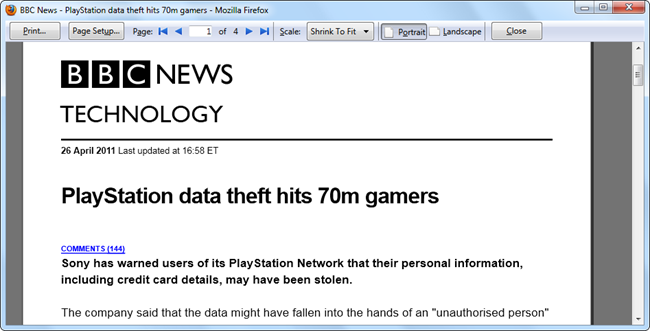 BBC News - PlayStation data theft hits 70m gamers - Mozilla Firefox
Print... Page Setup... Page: 1 of 4 Scale: Shrink To Fit Portrait Landscape Close
BBC NEWS
TECHNOLOGY
26 April 2011 Last updated at 16:58 ET
PlayStation data theft hits 70m gamers
COMMENTS (144)
Sony has warned users of its PlayStation Network that their personal information,
including credit card details, may have been stolen.
The company said that the data might have fallen into the hands of an "unauthorised person"